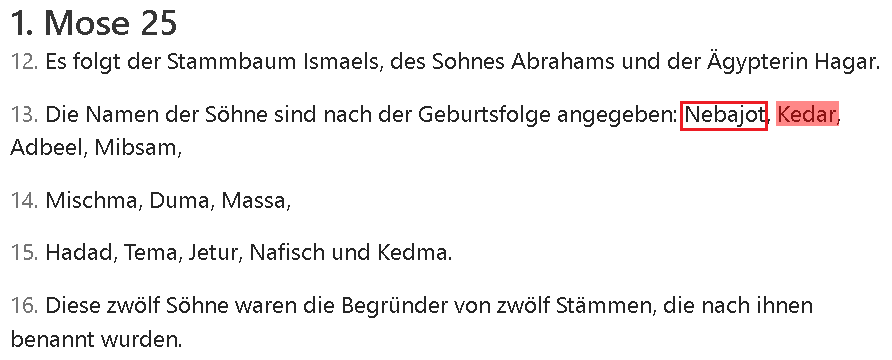 1. Mose 25
12. Es folgt der Stammbaum Ismaels, des Sohnes Abrahams und der Ägypterin Hagar.
13. Die Namen der Söhne sind nach der Geburtsfolge angegeben: Nebajot, Kedar,
Adbeel, Mibsam,
14. Mischma, Duma, Massa,
15. Hadad, Tema, Jetur, Nafisch und Kedma.
16. Diese zwölf Söhne waren die Begründer von zwölf Stämmen, die nach ihnen
benannt wurden.